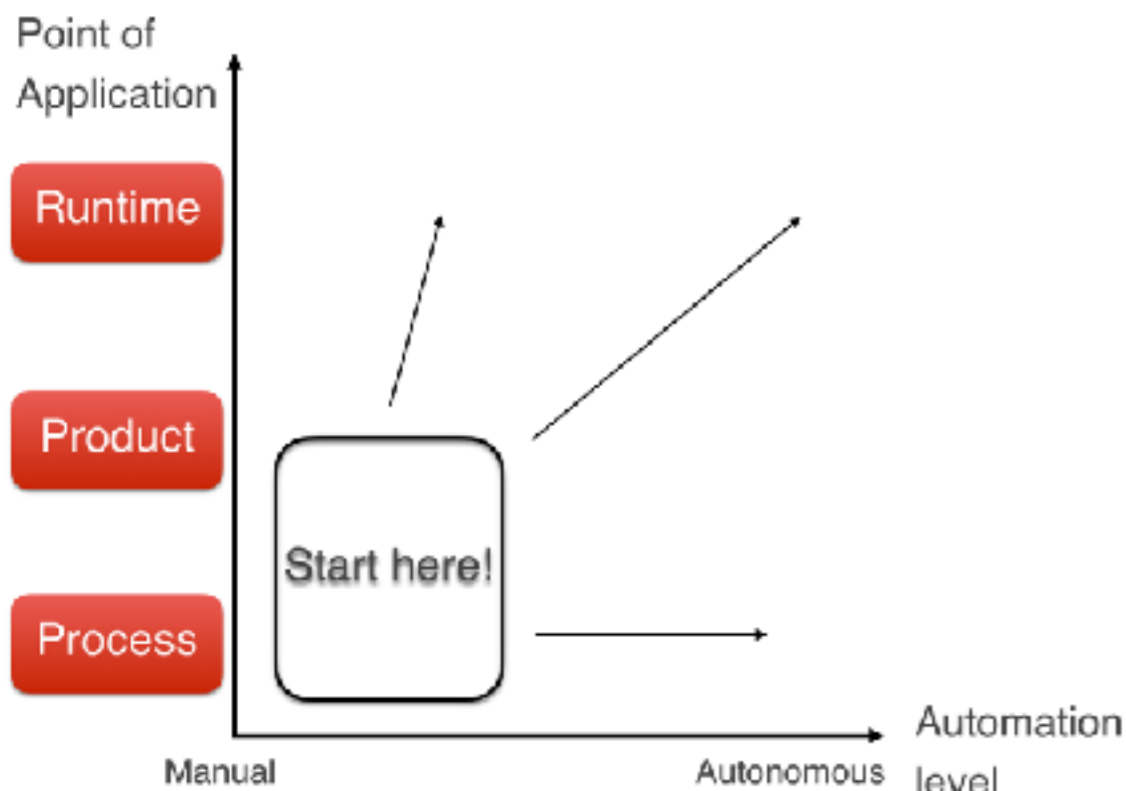 Point of
Application
Runtime
Product
Start here!
Process
Manual
Autonomous
Automation
level